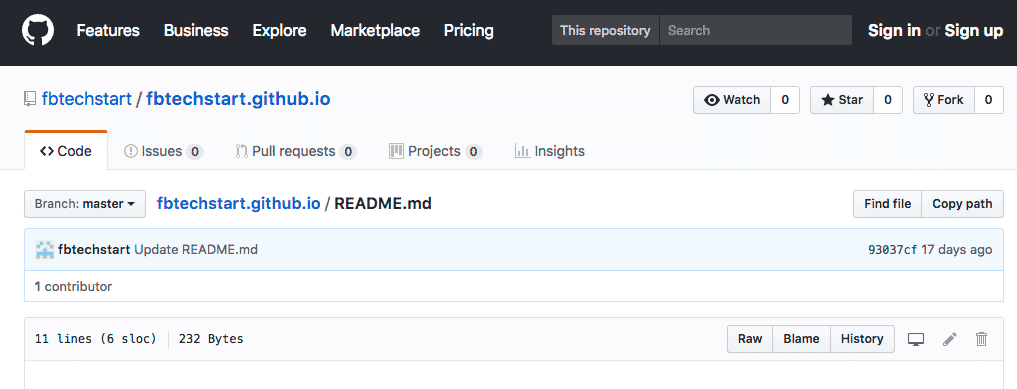 Features Business Explore Marketplace Pricing This repository Search Sign in or Sign up
fbtechstart / fbtechstart.github.io Watch 0 Star 0 Fork 0
Code Issues 0 Pull requests 0 Projects 0 Insights
Branch: master fbtechstart.github.io / README.md Find file Copy path
fbtechstart Update README.md 93037cf 17 days ago
1 contributor
11 lines (6 sloc) 232 Bytes Raw Blame History